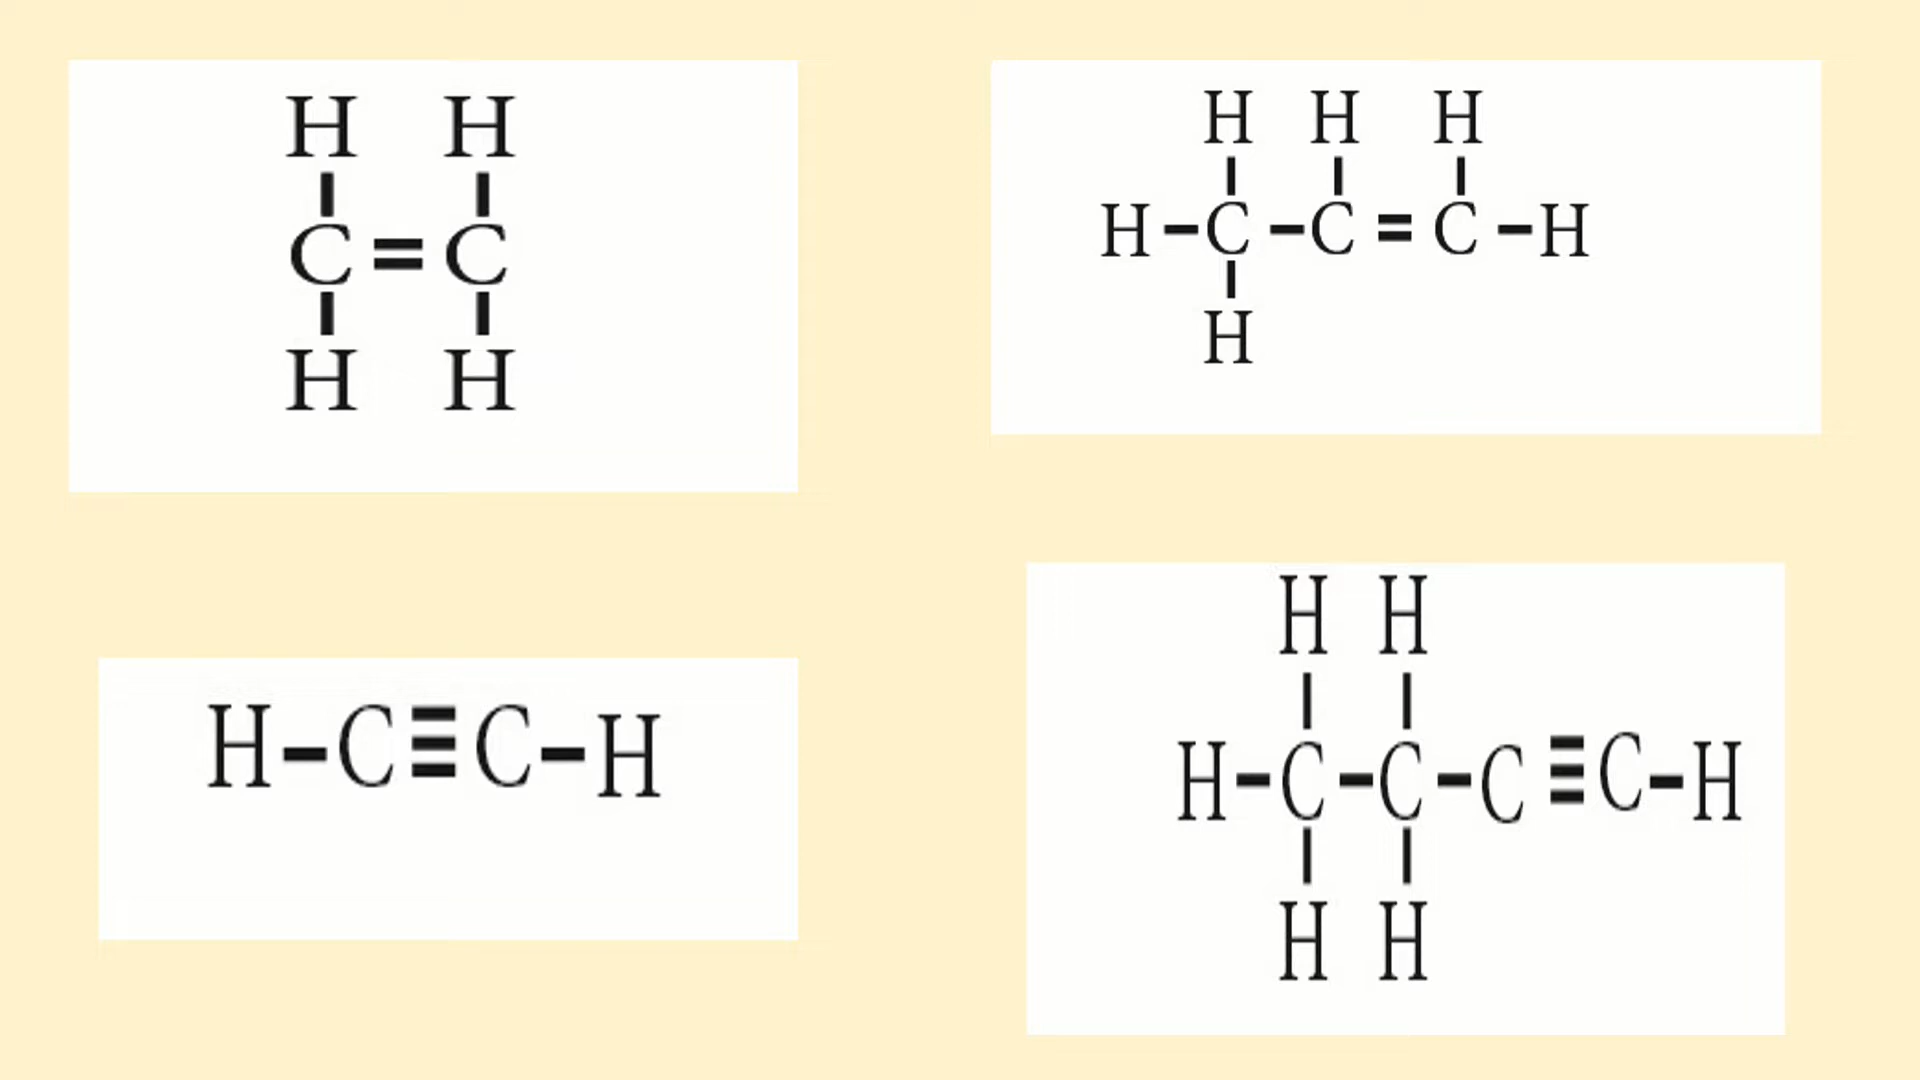 H H
C=C
H H
H H H
H-C-C=C-H
H
H-C≡C-H
H H
H-C-C-C≡C-H
H H